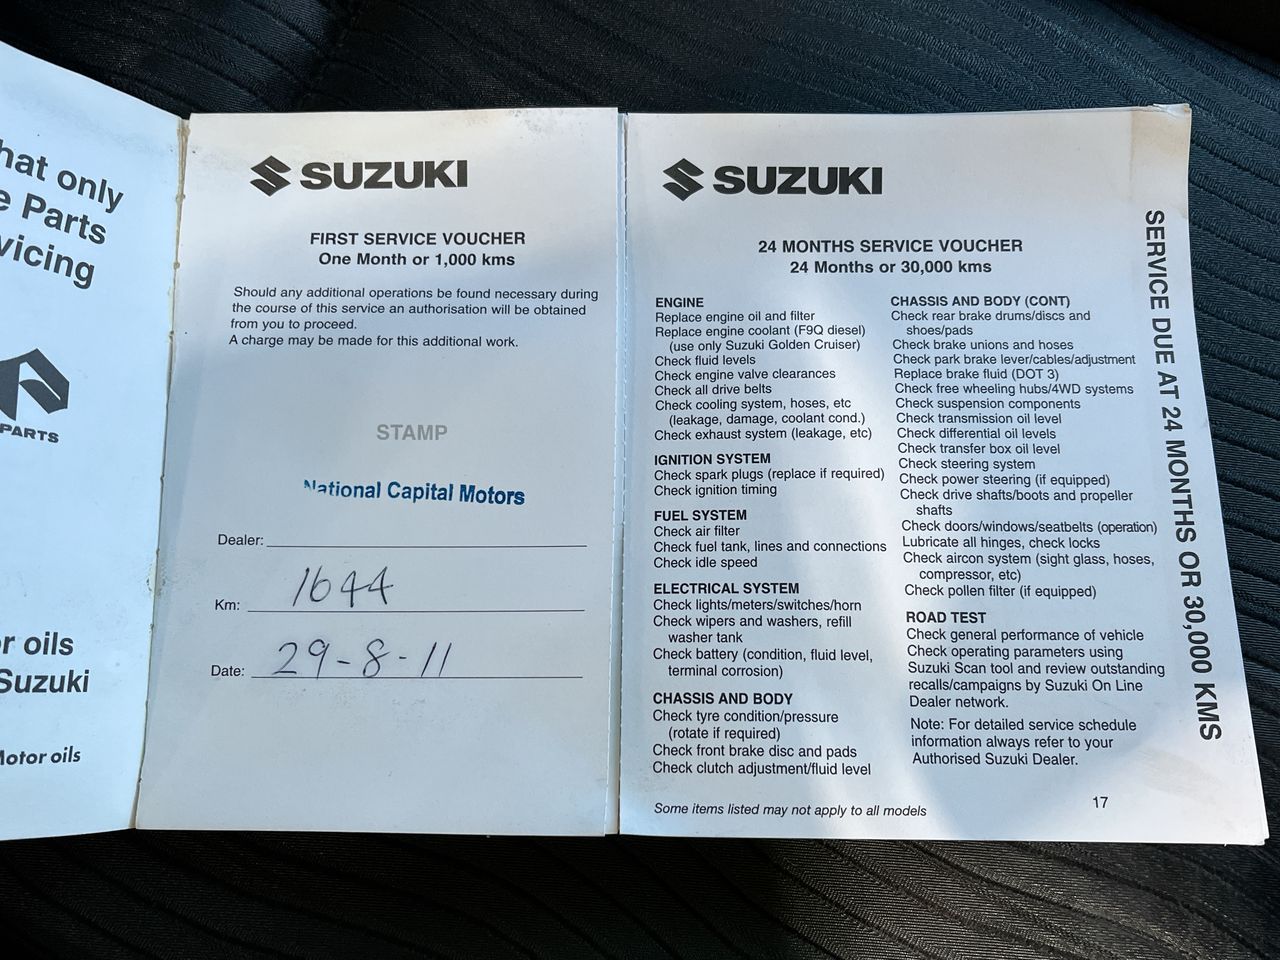 hat only
e Parts
vicing
PARTS
r oils
Suzuki
Motor oils
SUZUKI
FIRST SERVICE VOUCHER
One Month or 1,000 kms
Should any additional operations be found necessary during
the course of this service an authorisation will be obtained
from you to proceed.
A charge may be made for this additional work.
STAMP
National Capital Motors
Dealer:
Km: 1644
Date: 29-8-11
SUZUKI
24 MONTHS SERVICE VOUCHER
24 Months or 30,000 kms
ENGINE
Replace engine oil and filter
Replace engine coolant (F9Q diesel)
(use only Suzuki Golden Cruiser)
Check fluid levels
Check engine valve clearances
Check all drive belts
Check cooling system, hoses, etc
(leakage, damage, coolant cond.)
Check exhaust system (leakage, etc)
IGNITION SYSTEM
Check spark plugs (replace if required)
Check ignition timing
FUEL SYSTEM
Check air filter
Check fuel tank, lines and connections
Check idle speed
ELECTRICAL SYSTEM
Check lights/meters/switches/horn
Check wipers and washers, refill
washer tank
Check battery (condition, fluid level,
terminal corrosion)
CHASSIS AND BODY
Check tyre condition/pressure
(rotate if required)
Check front brake disc and pads
Check clutch adjustment/fluid level
CHASSIS AND BODY (CONT)
Check rear brake drums/discs and
shoes/pads
Check brake unions and hoses
Check park brake lever/cables/adjustment
Replace brake fluid (DOT 3)
Check free wheeling hubs/4WD systems
Check suspension components
Check transmission oil level
Check differential oil levels
Check transfer box oil level
Check steering system
Check power steering (if equipped)
Check drive shafts/boots and propeller
shafts
Check doors/windows/seatbelts (operation)
Lubricate all hinges, check locks
Check aircon system (sight glass, hoses,
compressor, etc)
Check pollen filter (if equipped)
ROAD TEST
Check general performance of vehicle
Check operating parameters using
Suzuki Scan tool and review outstanding
recalls/campaigns by Suzuki On Line
Dealer network.
Note: For detailed service schedule
information always refer to your
Authorised Suzuki Dealer.
Some items listed may not apply to all models
17
SERVICE DUE AT 24 MONTHS OR 30,000 KMS